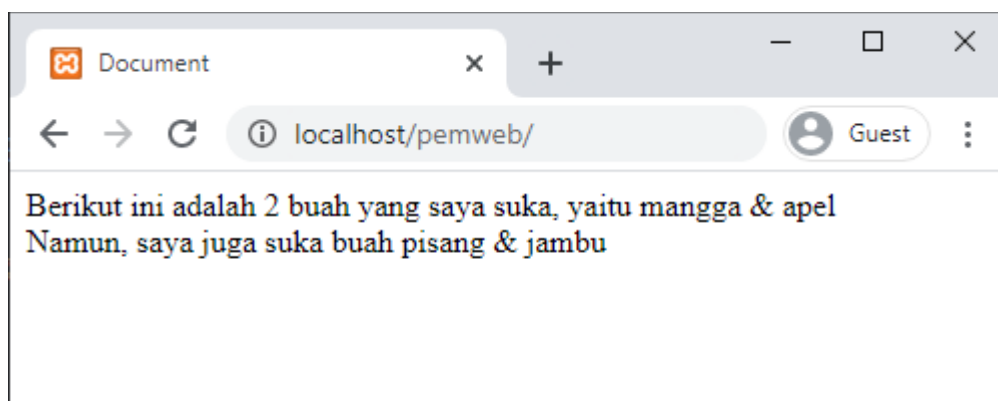 Document
localhost/pemweb/
Guest
Berikut ini adalah 2 buah yang saya suka, yaitu mangga & apel
Namun, saya juga suka buah pisang & jambu